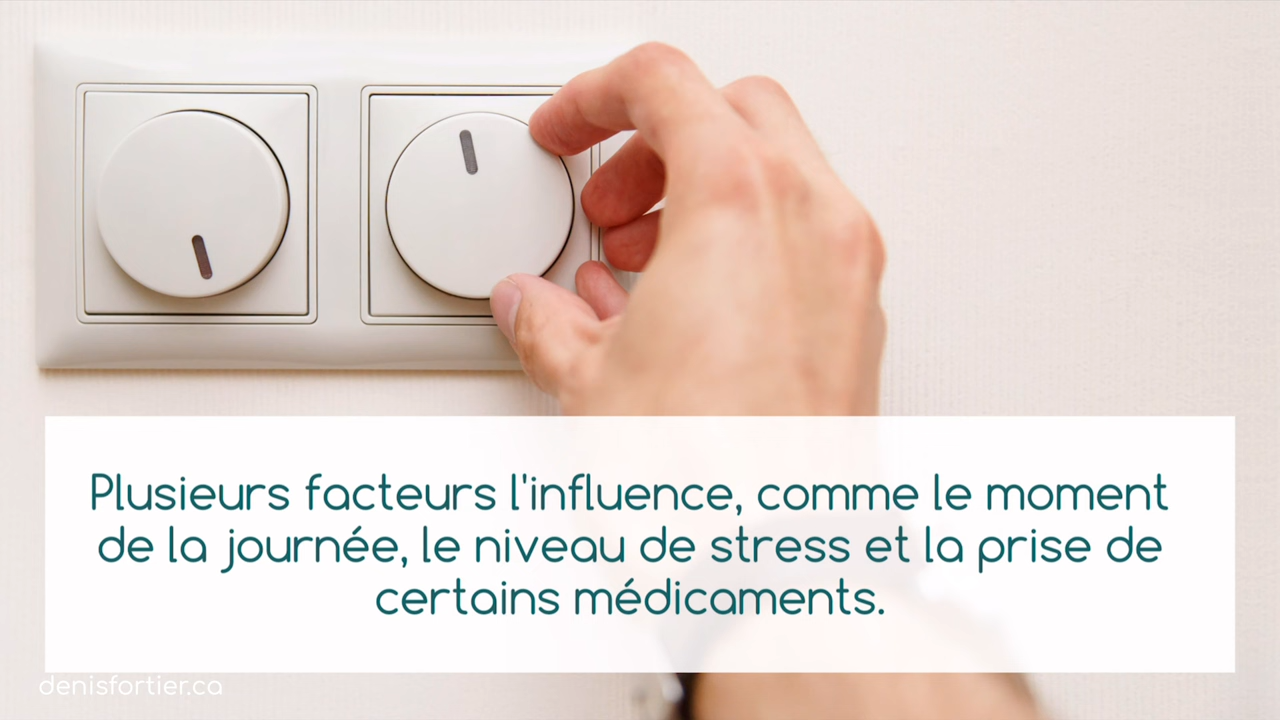 Plusieurs facteurs l'influence, comme le moment
de la journée, le niveau de stress et la prise de
certains médicaments.
denisfortier.ca